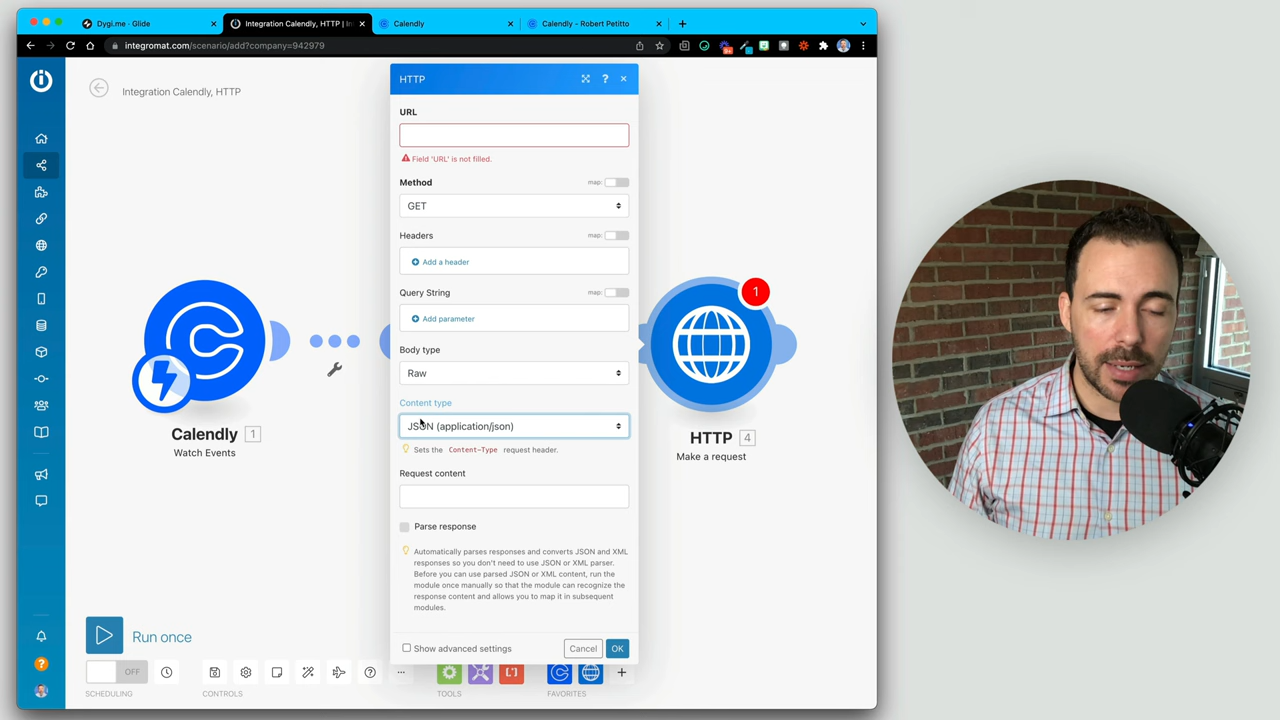 Dygi.me - Glide
Integration Calendly, HTTP | In
Calendly
Calendly - Robert Petitto
integromat.com/scenario/add?company=942979
Integration Calendly, HTTP
HTTP
URL
Field 'URL' is not filled.
Method
map:
GET
Headers
map:
Add a header
Query String
map:
Add parameter
Body type
Raw
Content type
JSON (application/json)
Sets the Content-Type request header.
Request content
Parse response
Automatically parses responses and converts JSON and XML
responses so you don't need to use JSON or XML parser.
Before you can use parsed JSON or XML content, run the
module once manually so that the module can recognize the
response content and allows you to map it in subsequent
modules.
Show advanced settings
Cancel
OK
Calendly 1
Watch Events
1
HTTP 4
Make a request
Run once
OFF
SCHEDULING
CONTROLS
TOOLS
FAVORITES